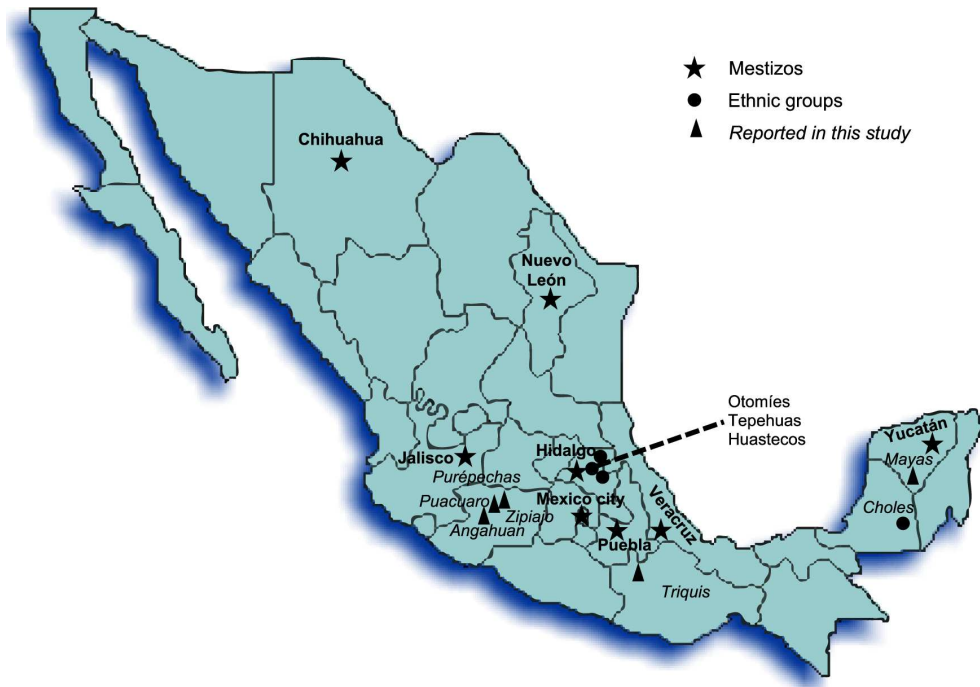 Mestizos
Ethnic groups
Reported in this study
Chihuahua
Nuevo
León
Otomíes
Tepehuas
Huastecos
Yucatán
Mayas
Choles
Hidalgo
Jálisco
Purépechas
Puacuaro
Zipiajo
Angahuan
Mexico city
Veracruz
Puebla
Triquis